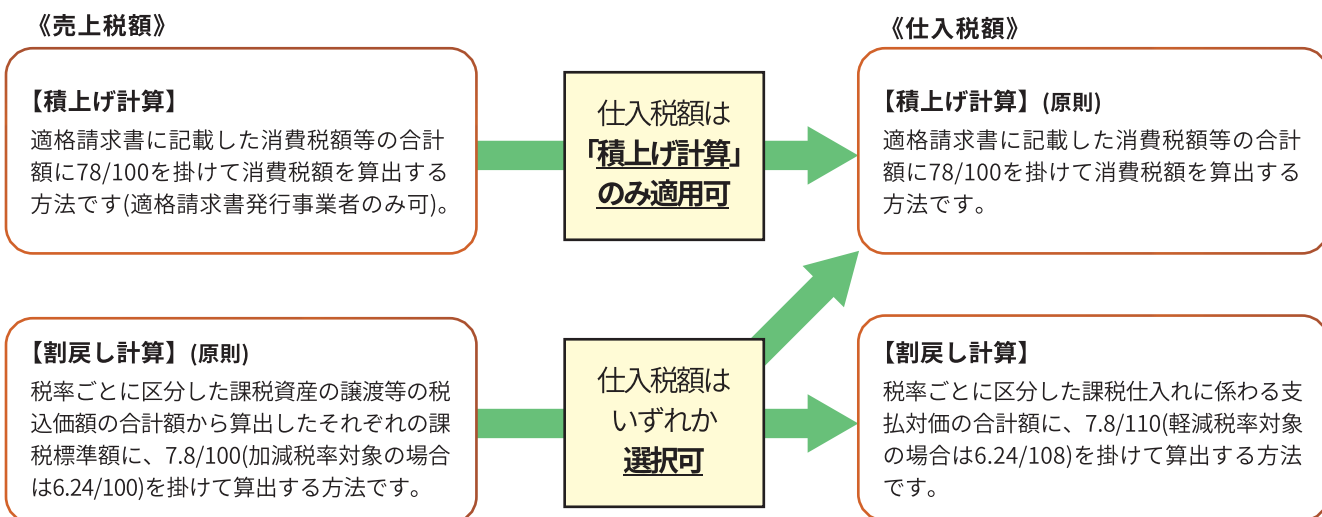 《売上税額》
【積上げ計算】
適格請求書に記載した消費税額等の合計
額に78/100を掛けて消費税額を算出する
方法です(適格請求書発行事業者のみ可)。
仕入税額は
「積上げ計算」
のみ適用可
《仕入税額》
【積上げ計算】(原則)
適格請求書に記載した消費税額等の合計
額に78/100を掛けて消費税額を算出する
方法です。
【割戻し計算】(原則)
税率ごとに区分した課税資産の譲渡等の税
込価額の合計額から算出したそれぞれの課
税標準額に、7.8/100(加減税率対象の場合
は6.24/100)を掛けて算出する方法です。
仕入税額は
いずれか
選択可
【割戻し計算】
税率ごとに区分した課税仕入れに係わる支
払対価の合計額に、7.8/110(軽減税率対象
の場合は6.24/108)を掛けて算出する方法
です。